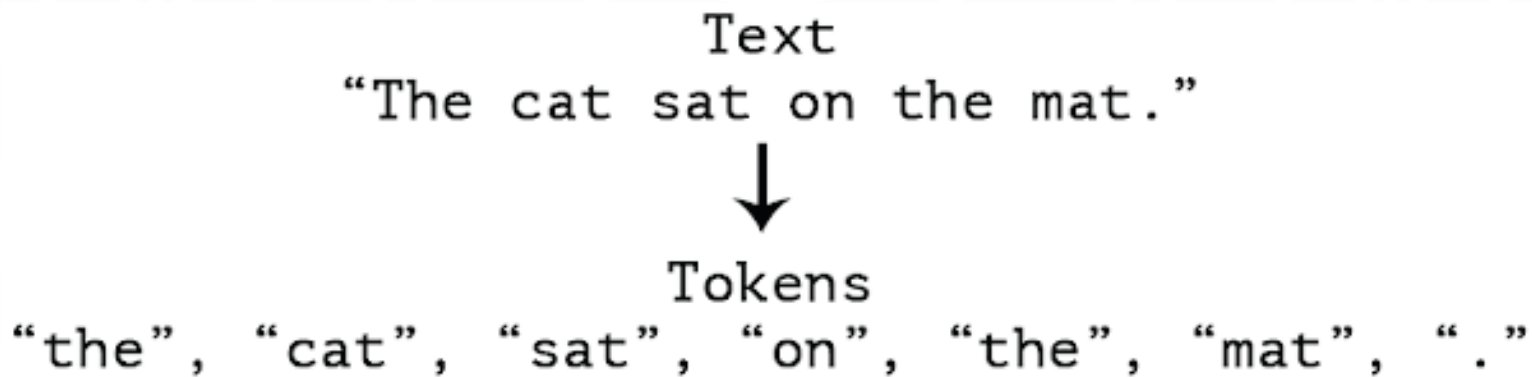 Text
“The cat sat on the mat.”
Tokens
“the”, “cat”, “sat”, “on”, “the”, “mat”, “.”